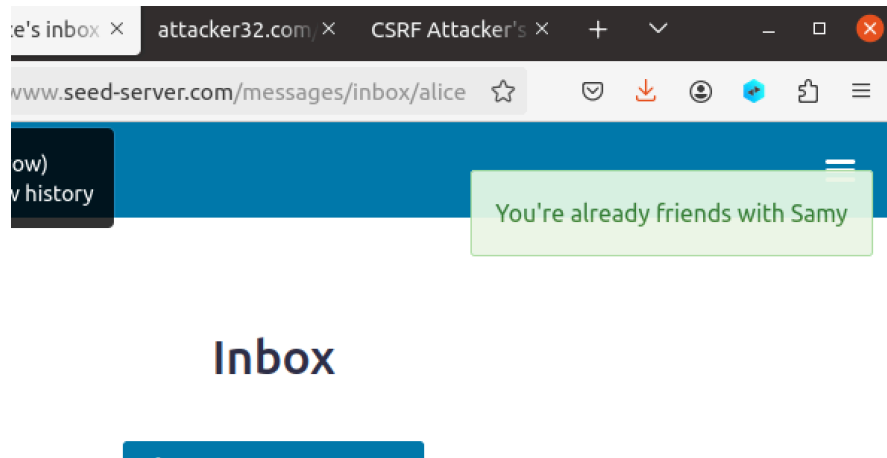 e's inbox
attacker32.com/
CSRF Attacker's
www.seed-server.com/messages/inbox/alice
ow)
history
You're already friends with Samy
Inbox